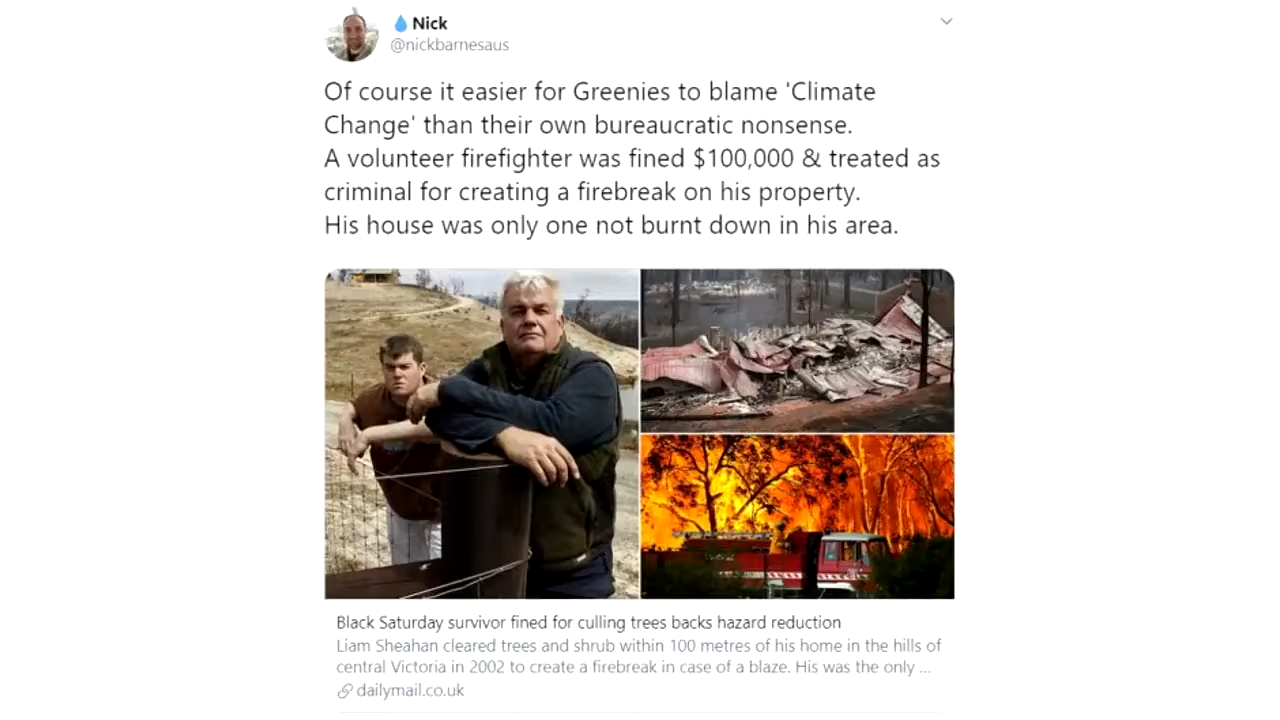 Nick
@nickbarnesaus
Of course it easier for Greenies to blame 'Climate
Change' than their own bureaucratic nonsense.
A volunteer firefighter was fined $100,000 & treated as
criminal for creating a firebreak on his property.
His house was only one not burnt down in his area.
Black Saturday survivor fined for culling trees backs hazard reduction
Liam Sheahan cleared trees and shrub within 100 metres of his home in the hills of
central Victoria in 2002 to create a firebreak in case of a blaze. His was the only ...
dailymail.co.uk